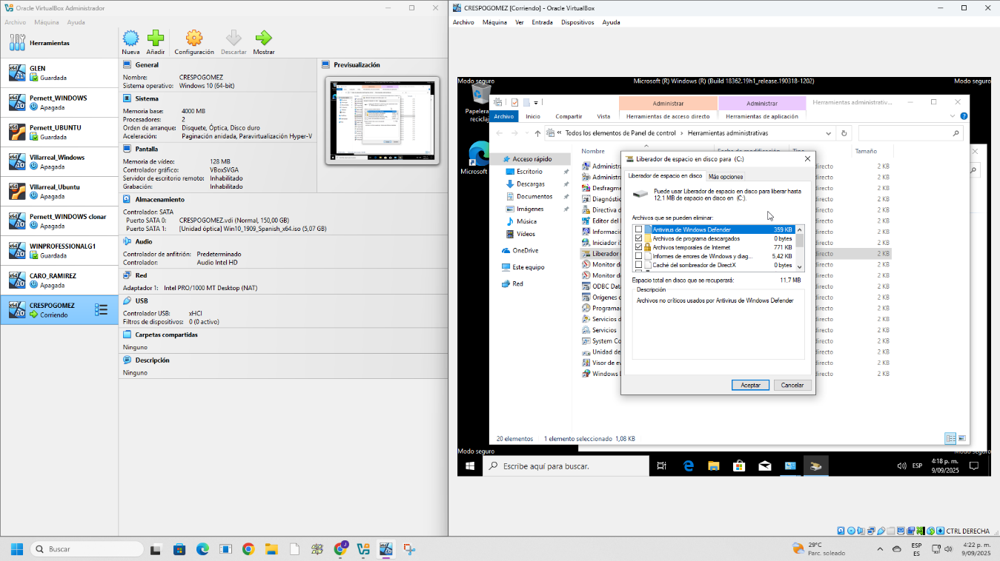 Oracle VirtualBox Administrador
Archivo Máquina Ayuda
Herramientas
Nueva Añadir Configuración Descartar Mostrar
GLEN
Guardada
Pernett_WINDOWS
Apagada
Pernett_UBUNTU
Guardada
Villarreal_Windows
Apagada
Villarreal_Ubuntu
Apagada
Pernett_WINDOWS clonar
Apagada
WINPROFESSIONALG1
Guardada
CARO_RAMIREZ
Apagada
CRESPOGOMEZ
Corriendo
General
Nombre: CRESPOGOMEZ
Sistema operativo: Windows 10 (64-bit)
Sistema
Memoria base: 4000 MB
Procesadores: 2
Orden de arranque: Disquete, Óptica, Disco duro
Aceleración: Paginación anidada, Paravirtualización Hyper-V
Pantalla
Memoria de vídeo: 128 MB
Controlador gráfico: VBoxSVGA
Servidor de escritorio remoto: Inhabilitado
Grabación: Inhabilitado
Almacenamiento
Controlador: SATA
Puerto SATA 0: CRESPOGOMEZ.vdi (Normal, 150,00 GB)
Puerto SATA 1: [Unidad óptica] Win10_1909_Spanish_x64.iso (5,07 GB)
Audio
Controlador de anfitrión: Predeterminado
Controlador: Audio Intel HD
Red
Adaptador 1: Intel PRO/1000 MT Desktop (NAT)
USB
Controlador USB: xHCI
Filtros de dispositivos: 0 (0 activo)
Carpetas compartidas
Ninguno
Descripción
Ninguno
Previsualización
CRESPOGOMEZ [Corriendo] - Oracle VirtualBox
Archivo Máquina Ver Entrada Dispositivos Ayuda
Modo seguro Microsoft (R) Windows (R) (Build 18362.19h1_release.190318-1202) Modo seguro
Papelera
reciclaj
Microsoft
Administrar Administrar Herramientas administrativ...
Archivo Inicio Compartir Vista Herramientas de acceso directo Herramientas de aplicación
« Todos los elementos de Panel de control › Herramientas administrativas
Acceso rápido
Escritorio
Descargas
Documentos
Imágenes
Música
Vídeos
OneDrive
Este equipo
Red
Nombre Fecha de modificación Tipo Tamaño
Administra directo 2 KB
Administra directo 2 KB
Desfragme directo 2 KB
Diagnóstic directo 2 KB
Directiva d directo 2 KB
Editor del directo 2 KB
Informació directo 2 KB
Iniciador iS directo 2 KB
Liberador directo 2 KB
Monitor d directo 2 KB
Monitor de directo 2 KB
ODBC Data directo 2 KB
Orígenes d directo 2 KB
Programac directo 2 KB
Servicios d directo 2 KB
Servicios directo 2 KB
System Co directo 2 KB
Unidad de directo 2 KB
Visor de ev directo 2 KB
Windows directo 2 KB
Liberador de espacio en disco para (C:)
Liberador de espacio en disco Más opciones
Puede usar Liberador de espacio en disco para liberar hasta
12,1 MB de espacio en disco en (C:).
Archivos que se pueden eliminar:
Antivirus de Windows Defender 359 KB
Archivos de programa descargados 0 bytes
Archivos temporales de Internet 771 KB
Informes de errores de Windows y diag... 5,42 KB
Caché del sombreador de DirectX 0 bytes
Espacio total en disco que se recuperará: 11.7 MB
Descripción
Archivos no críticos usados por Antivirus de Windows Defender
Aceptar Cancelar
20 elementos 1 elemento seleccionado 1,08 KB
Modo seguro Modo seguro
Escribe aquí para buscar.
ESP
4:18 p. m.
9/09/2025
CTRL DERECHA
Buscar
29°C
Parc. soleado
ESP
ES
4:22 p. m.
9/09/2025